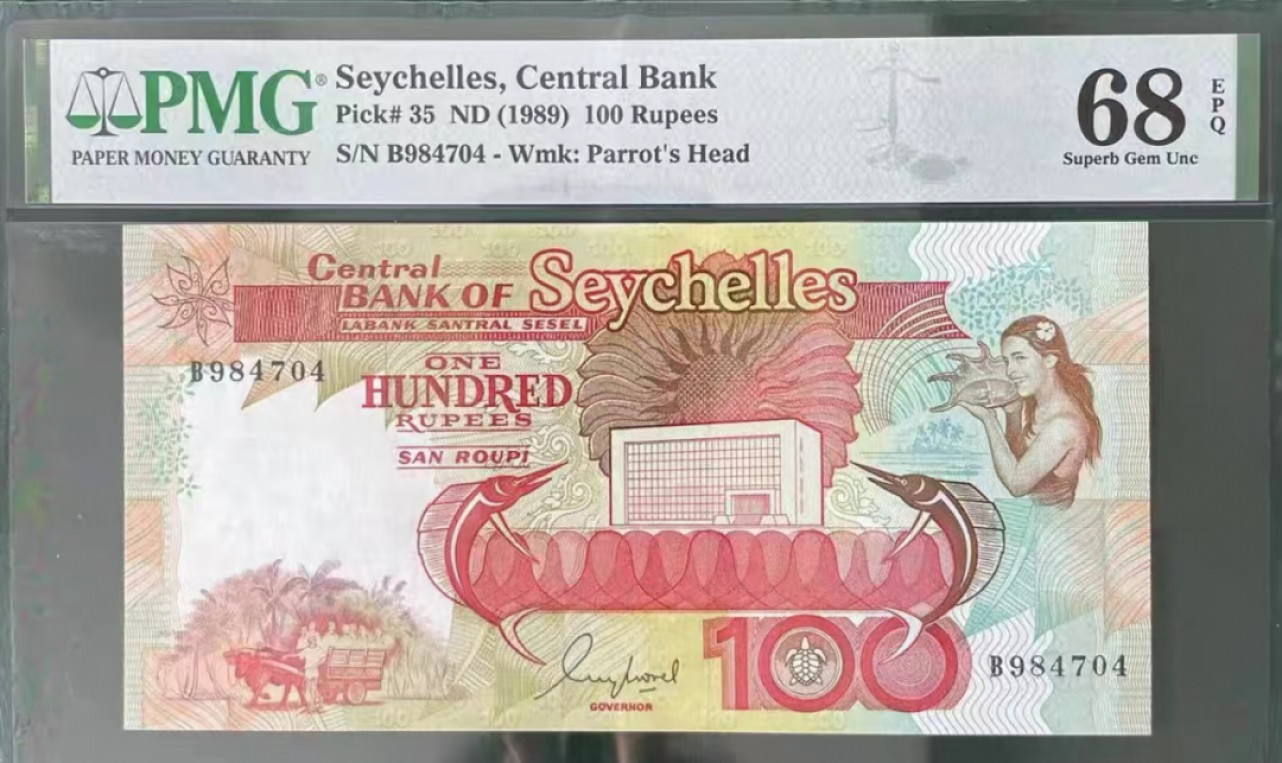 PMG®
PAPER MONEY GUARANTY
Seychelles, Central Bank
Pick# 35 ND (1989) 100 Rupees
S/N B984704 - Wmk: Parrot's Head
68
EPQ
Superb Gem Unc
Central
BANK OF Seychelles
LABANK SANTRAL SESEL
B984704
ONE
HUNDRED
RUPEES
SAN ROUPI
GOVERNOR
100
B984704